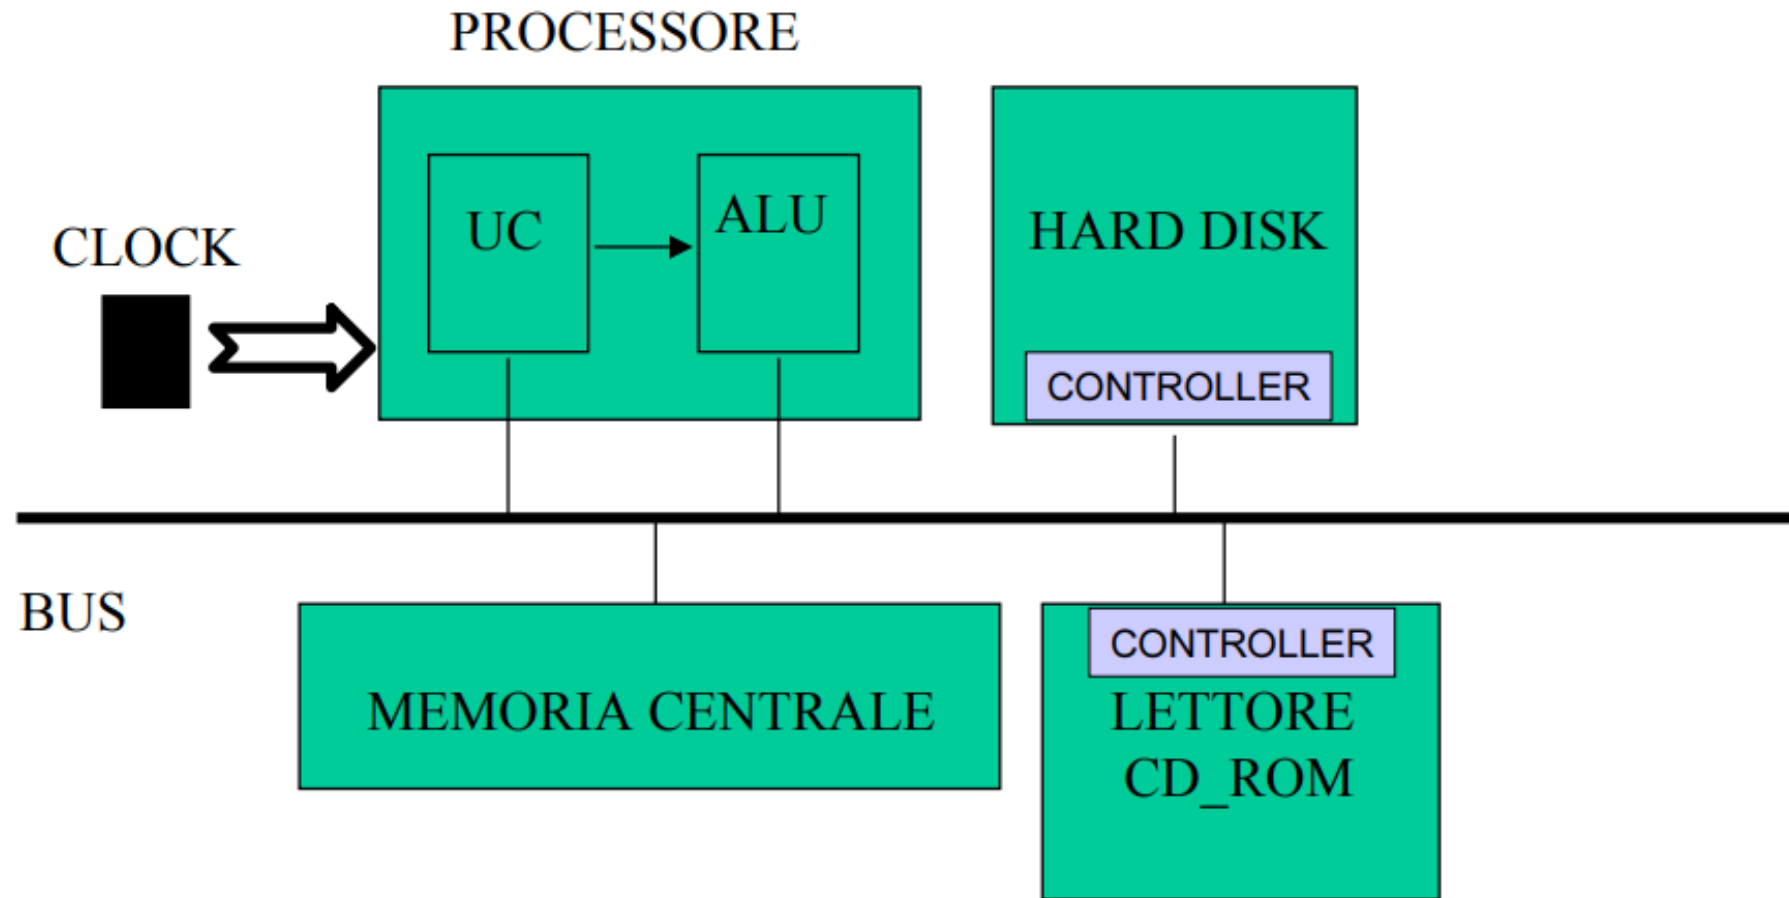 PROCESSORE
UC
ALU
HARD DISK
CLOCK
CONTROLLER
BUS
CONTROLLER
MEMORIA CENTRALE
LETTORE
CD_ROM